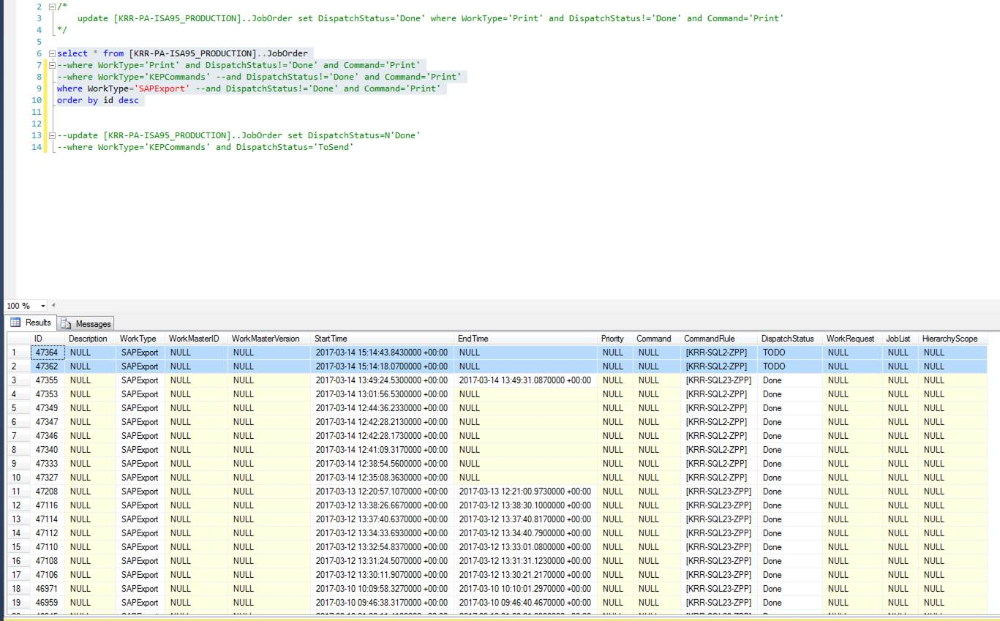 2 /*
3 update [KRR-PA-ISA95_PRODUCTION]..JobOrder set DispatchStatus='Done' where WorkType='Print' and DispatchStatus!='Done' and Command='Print'
4 */
5
6 select * from [KRR-PA-ISA95_PRODUCTION]..JobOrder
7 --where WorkType='Print' and DispatchStatus!='Done' and Command='Print'
8 --where WorkType='KEPCommands' --and DispatchStatus!='Done' and Command='Print'
9 where WorkType='SAPExport' --and DispatchStatus!='Done' and Command='Print'
10 order by id desc
11
12
13 --update [KRR-PA-ISA95_PRODUCTION]..JobOrder set DispatchStatus=N'Done'
14 --where WorkType='KEPCommands' and DispatchStatus='ToSend'
100 %
Results Messages
ID Description WorkType WorkMasterID WorkMasterVersion StartTime EndTime Priority Command CommandRule DispatchStatus WorkRequest JobList HierarchyScope
1 47364 NULL SAPExport NULL NULL 2017-03-14 15:14:43.8430000 +00:00 NULL NULL NULL [KRR-SQL2-ZPP] TODO NULL NULL NULL
2 47362 NULL SAPExport NULL NULL 2017-03-14 15:14:18.0700000 +00:00 NULL NULL NULL [KRR-SQL2-ZPP] TODO NULL NULL NULL
3 47355 NULL SAPExport NULL NULL 2017-03-14 13:49:24.5300000 +00:00 2017-03-14 13:49:31.0870000 +00:00 NULL NULL [KRR-SQL23-ZPP] Done NULL NULL NULL
4 47353 NULL SAPExport NULL NULL 2017-03-14 13:01:56.5300000 +00:00 NULL NULL NULL [KRR-SQL2-ZPP] Done NULL NULL NULL
5 47349 NULL SAPExport NULL NULL 2017-03-14 12:44:36.2330000 +00:00 NULL NULL NULL [KRR-SQL2-ZPP] Done NULL NULL NULL
6 47347 NULL SAPExport NULL NULL 2017-03-14 12:42:28.2130000 +00:00 NULL NULL NULL [KRR-SQL2-ZPP] Done NULL NULL NULL
7 47346 NULL SAPExport NULL NULL 2017-03-14 12:42:28.1730000 +00:00 NULL NULL NULL [KRR-SQL2-ZPP] Done NULL NULL NULL
8 47340 NULL SAPExport NULL NULL 2017-03-14 12:41:09.3170000 +00:00 NULL NULL NULL [KRR-SQL2-ZPP] Done NULL NULL NULL
9 47333 NULL SAPExport NULL NULL 2017-03-14 12:38:54.5600000 +00:00 NULL NULL NULL [KRR-SQL2-ZPP] Done NULL NULL NULL
10 47327 NULL SAPExport NULL NULL 2017-03-14 12:35:08.3630000 +00:00 NULL NULL NULL [KRR-SQL2-ZPP] Done NULL NULL NULL
11 47208 NULL SAPExport NULL NULL 2017-03-13 12:20:57.1070000 +00:00 2017-03-13 12:21:00.9730000 +00:00 NULL NULL [KRR-SQL23-ZPP] Done NULL NULL NULL
12 47116 NULL SAPExport NULL NULL 2017-03-12 13:38:26.6670000 +00:00 2017-03-12 13:38:30.1000000 +00:00 NULL NULL [KRR-SQL23-ZPP] Done NULL NULL NULL
13 47114 NULL SAPExport NULL NULL 2017-03-12 13:37:40.6370000 +00:00 2017-03-12 13:37:40.8170000 +00:00 NULL NULL [KRR-SQL23-ZPP] Done NULL NULL NULL
14 47112 NULL SAPExport NULL NULL 2017-03-12 13:34:33.6930000 +00:00 2017-03-12 13:34:40.7900000 +00:00 NULL NULL [KRR-SQL23-ZPP] Done NULL NULL NULL
15 47110 NULL SAPExport NULL NULL 2017-03-12 13:32:54.8370000 +00:00 2017-03-12 13:33:01.0800000 +00:00 NULL NULL [KRR-SQL23-ZPP] Done NULL NULL NULL
16 47108 NULL SAPExport NULL NULL 2017-03-12 13:31:24.5070000 +00:00 2017-03-12 13:31:31.1230000 +00:00 NULL NULL [KRR-SQL23-ZPP] Done NULL NULL NULL
17 47106 NULL SAPExport NULL NULL 2017-03-12 13:30:11.9070000 +00:00 2017-03-12 13:30:21.2170000 +00:00 NULL NULL [KRR-SQL23-ZPP] Done NULL NULL NULL
18 46971 NULL SAPExport NULL NULL 2017-03-10 10:09:58.3270000 +00:00 2017-03-10 10:10:01.2970000 +00:00 NULL NULL [KRR-SQL23-ZPP] Done NULL NULL NULL
19 46959 NULL SAPExport NULL NULL 2017-03-10 09:46:38.3170000 +00:00 2017-03-10 09:46:40.4670000 +00:00 NULL NULL [KRR-SQL23-ZPP] Done NULL NULL NULL